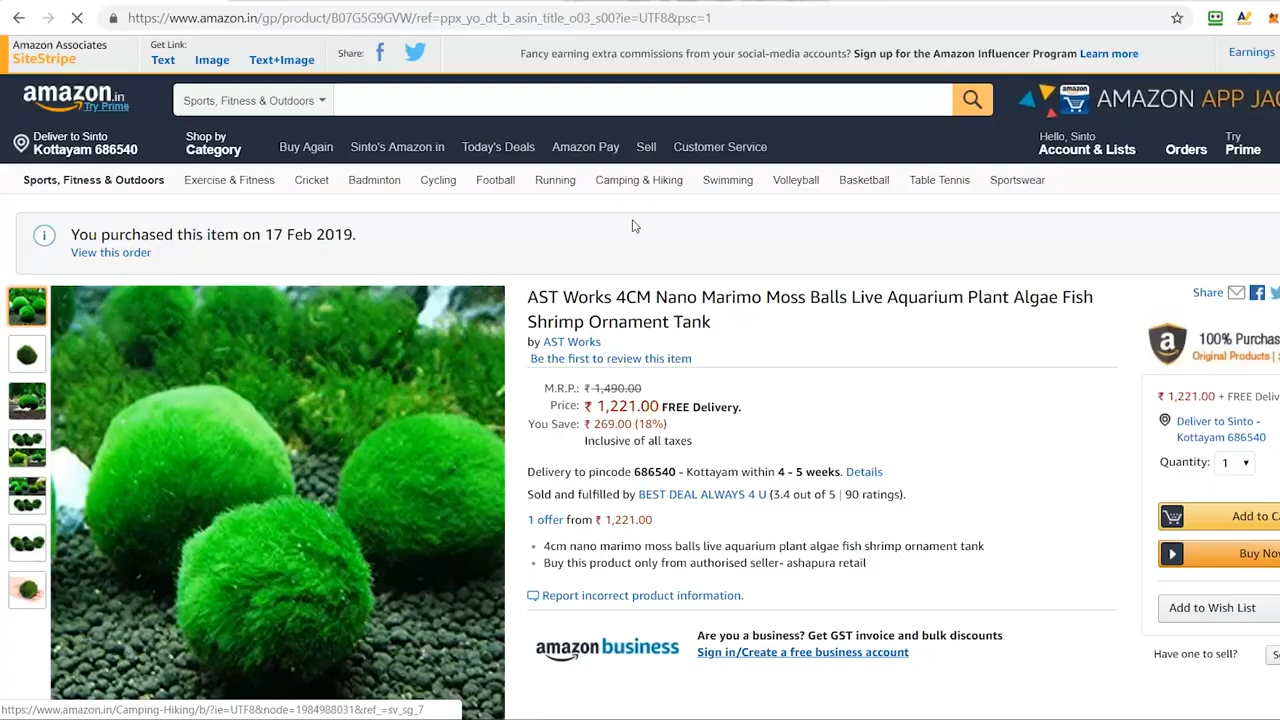 https://www.amazon.in/gp/product/B07G5G9GVW/ref=ppx_yo_dt_b_asin_title_o03_s00?ie=UTF8&psc=1
Amazon Associates
SiteStripe
Get Link:
Text Image Text+Image
Share:
Fancy earning extra commissions from your social-media accounts? Sign up for the Amazon Influencer Program Learn more
Earnings
amazon.in
Try Prime
Sports, Fitness & Outdoors
amazon
AMAZON APP JAC
Deliver to Sinto
Kottayam 686540
Shop by
Category
Buy Again Sinto's Amazon.in Today's Deals Amazon Pay Sell Customer Service
Hello, Sinto
Account & Lists
Orders
Try
Prime
Sports, Fitness & Outdoors Exercise & Fitness Cricket Badminton Cycling Football Running Camping & Hiking Swimming Volleyball Basketball Table Tennis Sportswear
You purchased this item on 17 Feb 2019.
View this order
AST Works 4CM Nano Marimo Moss Balls Live Aquarium Plant Algae Fish
Shrimp Ornament Tank
by AST Works
Be the first to review this item
M.R.P.: ₹ 1,490.00
Price: ₹ 1,221.00 FREE Delivery.
You Save: ₹ 269.00 (18%)
Inclusive of all taxes
Delivery to pincode 686540 - Kottayam within 4 - 5 weeks. Details
Sold and fulfilled by BEST DEAL ALWAYS 4 U (3.4 out of 5 | 90 ratings).
1 offer from ₹ 1,221.00
4cm nano marimo moss balls live aquarium plant algae fish shrimp ornament tank
Buy this product only from authorised seller- ashapura retail
Report incorrect product information.
amazon business
Are you a business? Get GST invoice and bulk discounts
Sign in/Create a free business account
Share
100% Purchas
Original Products |
₹ 1,221.00 + FREE Deliv
Deliver to Sinto -
Kottayam 686540
Quantity: 1
Add to Ca
Buy Nov
Add to Wish List
Have one to sell?
https://www.amazon.in/Camping-Hiking/b/?ie=UTF8&node=1984988031&ref_=sv_sg_7